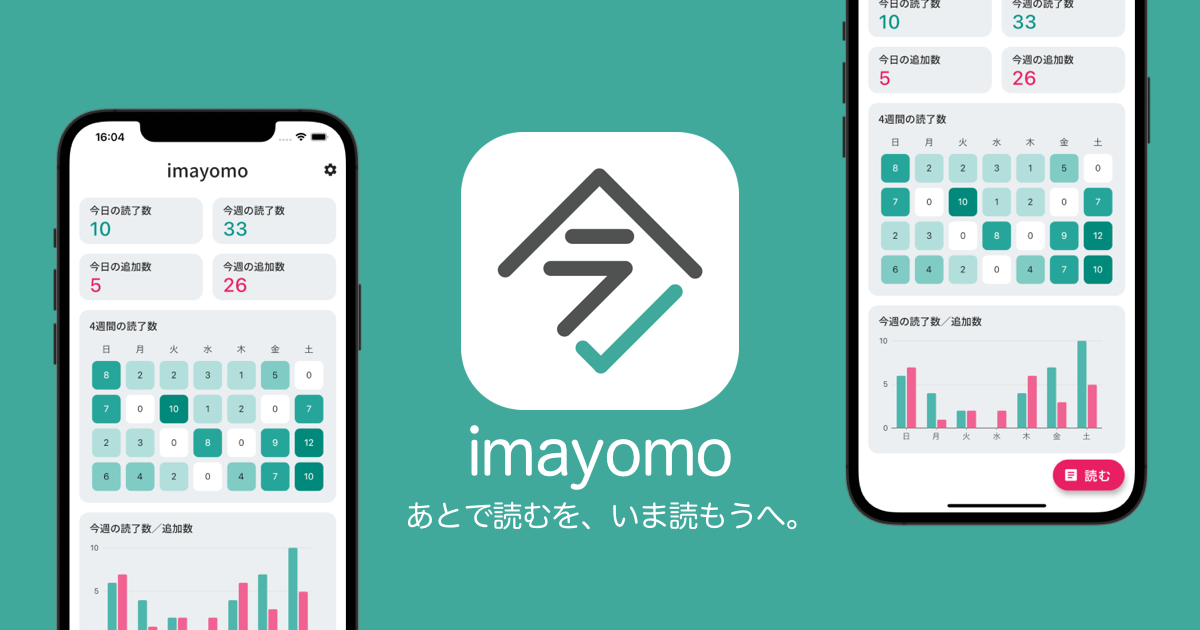 16:04
imayomo
今日の読了数
10
今週の読了数
33
今日の追加数
5
今週の追加数
26
4週間の読了数
日 月 火 水 木 金 土
8 2 2 3 1 5 0
7 0 10 1 2 0 7
2 3 0 8 0 9 12
6 4 2 0 4 7 10
今週の読了数／追加数
10
5
imayomo
あとで読むを、いま読もうへ。
今日の読了数
10
今週の読了数
33
今日の追加数
5
今週の追加数
26
4週間の読了数
日 月 火 水 木 金 土
8 2 2 3 1 5 0
7 0 10 1 2 0 7
2 3 0 8 0 9 12
6 4 2 0 4 7 10
今週の読了数／追加数
10
5
0
日 月 火 水 木 金 土
読む